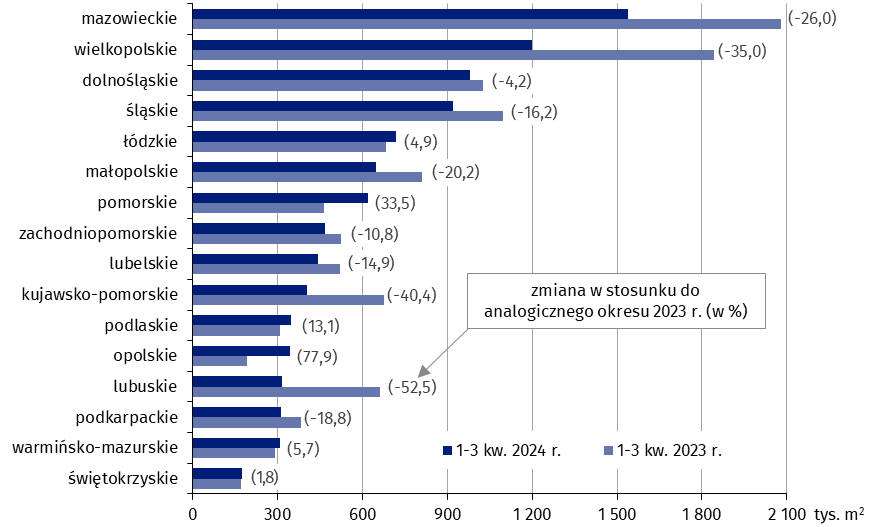 mazowieckie (-26,0)
wielkopolskie (-35,0)
dolnośląskie (-4,2)
śląskie (-16,2)
łódzkie (4,9)
małopolskie (-20,2)
pomorskie (33,5)
zachodniopomorskie (-10,8)
lubelskie (-14,9)
kujawsko-pomorskie (-40,4)
zmiana w stosunku do
analogicznego okresu 2023 r. (w %)
podlaskie (13,1)
opolskie (77,9)
lubuskie (-52,5)
podkarpackie (-18,8)
warmińsko-mazurskie (5,7)
1-3 kw. 2024 r. 1-3 kw. 2023 r.
świętokrzyskie (1,8)
0 300 600 900 1 200 1 500 1 800 2 100 tys. m²